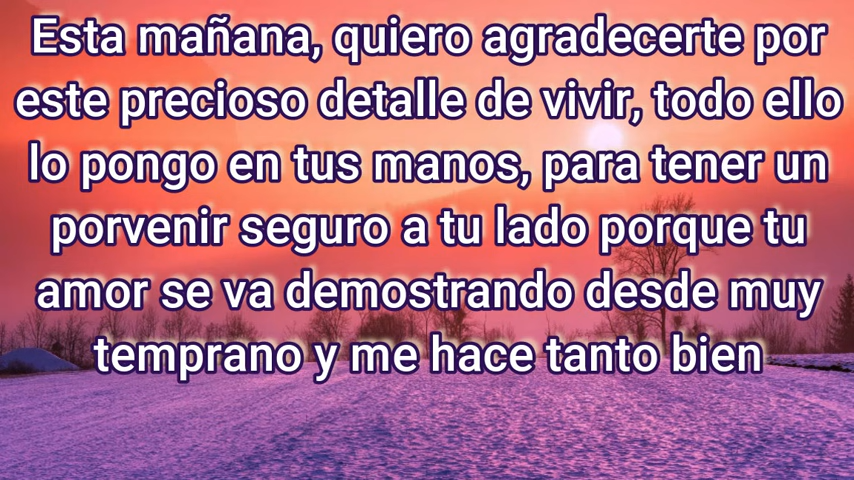 Esta mañana, quiero agradecerte por
este precioso detalle de vivir, todo ello
lo pongo en tus manos, para tener un
porvenir seguro a tu lado porque tu
amor se va demostrando desde muy
temprano y me hace tanto bien